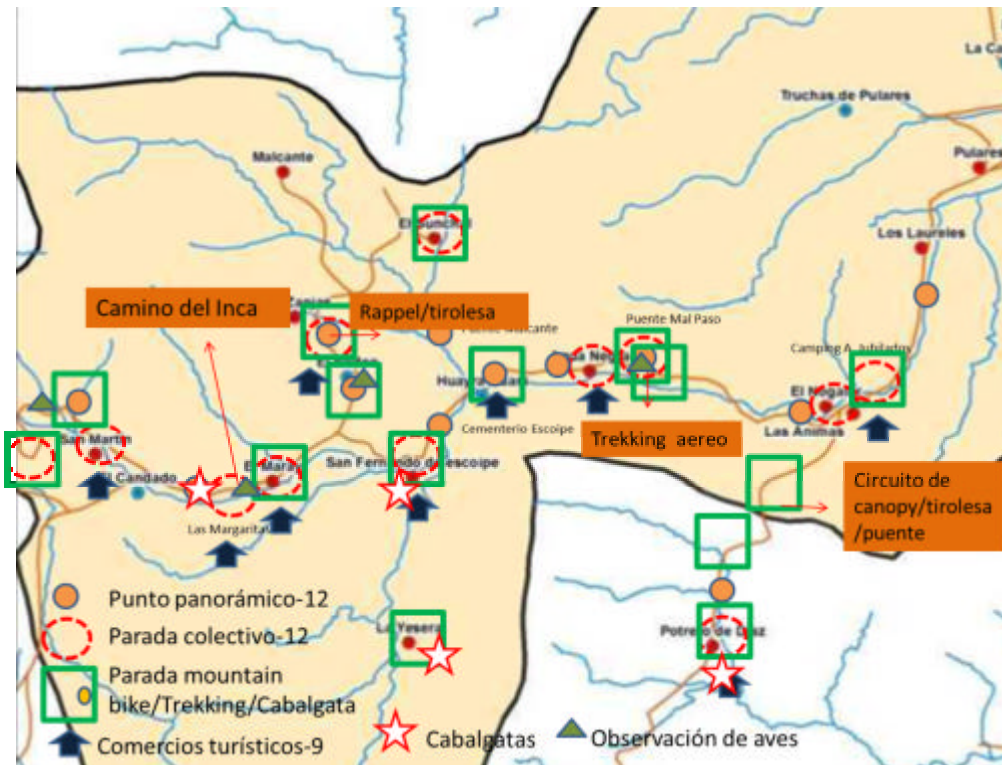 La
Truchas de Pulares
Malcante
Pulares
Los Laureles
Camino del Inca
Rappel/tirolesa
Puente Mal Paso
Camping A. Jubilados
Cementerio Escoipe
Las Animas
Trekking aereo
San Martin
San Fernando de escoipe
El Candado
Las Margaritas
Circuito de
canopy/tirolesa
/puente
Punto panorámico-12
Parada colectivo-12
La Yesera
Potrero de Diaz
Parada mountain
bike/Trekking/Cabalgata
Comercios turísticos-9
Cabalgatas
Observación de aves